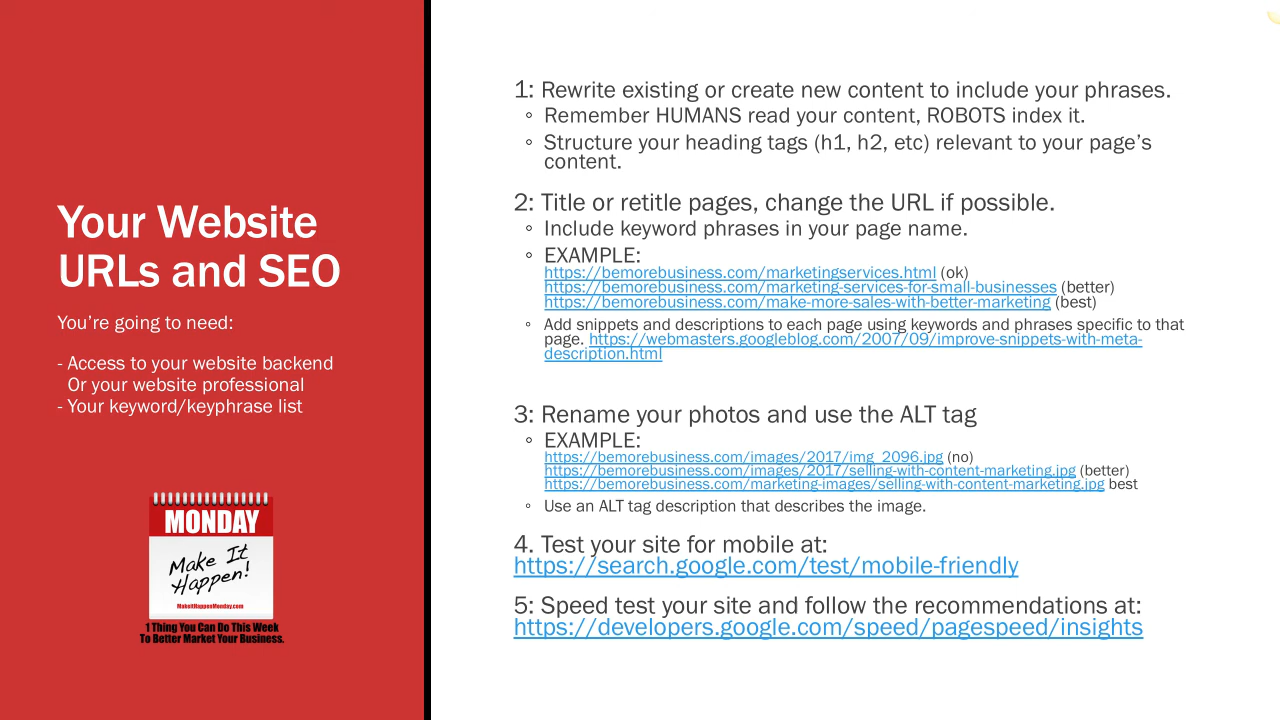 Your Website
URLs and SEO
You're going to need:
- Access to your website backend
Or your website professional
- Your keyword/keyphrase list
MONDAY
Make It
Happen!
MakeItHappenMonday.com
1 Thing You Can Do This Week
To Better Market Your Business.
1: Rewrite existing or create new content to include your phrases.
◦ Remember HUMANS read your content, ROBOTS index it.
◦ Structure your heading tags (h1, h2, etc) relevant to your page's
content.
2: Title or retitle pages, change the URL if possible.
◦ Include keyword phrases in your page name.
◦ EXAMPLE:
https://bemorebusiness.com/marketingservices.html (ok)
https://bemorebusiness.com/marketing-services-for-small-businesses (better)
https://bemorebusiness.com/make-more-sales-with-better-marketing (best)
◦ Add snippets and descriptions to each page using keywords and phrases specific to that
page. https://webmasters.googleblog.com/2007/09/improve-snippets-with-meta-
description.html
3: Rename your photos and use the ALT tag
◦ EXAMPLE:
https://bemorebusiness.com/images/2017/img_2096.jpg (no)
https://bemorebusiness.com/images/2017/selling-with-content-marketing.jpg (better)
https://bemorebusiness.com/marketing-images/selling-with-content-marketing.jpg best
◦ Use an ALT tag description that describes the image.
4. Test your site for mobile at:
https://search.google.com/test/mobile-friendly
5: Speed test your site and follow the recommendations at:
https://developers.google.com/speed/pagespeed/insights